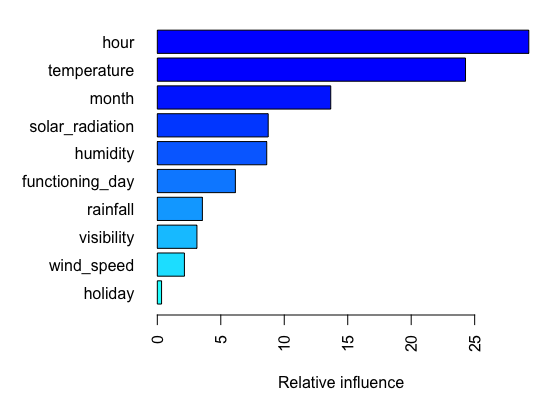 hour
temperature
month
solar_radiation
humidity
functioning_day
rainfall
visibility
wind_speed
holiday
0 5 10 15 20 25
Relative influence